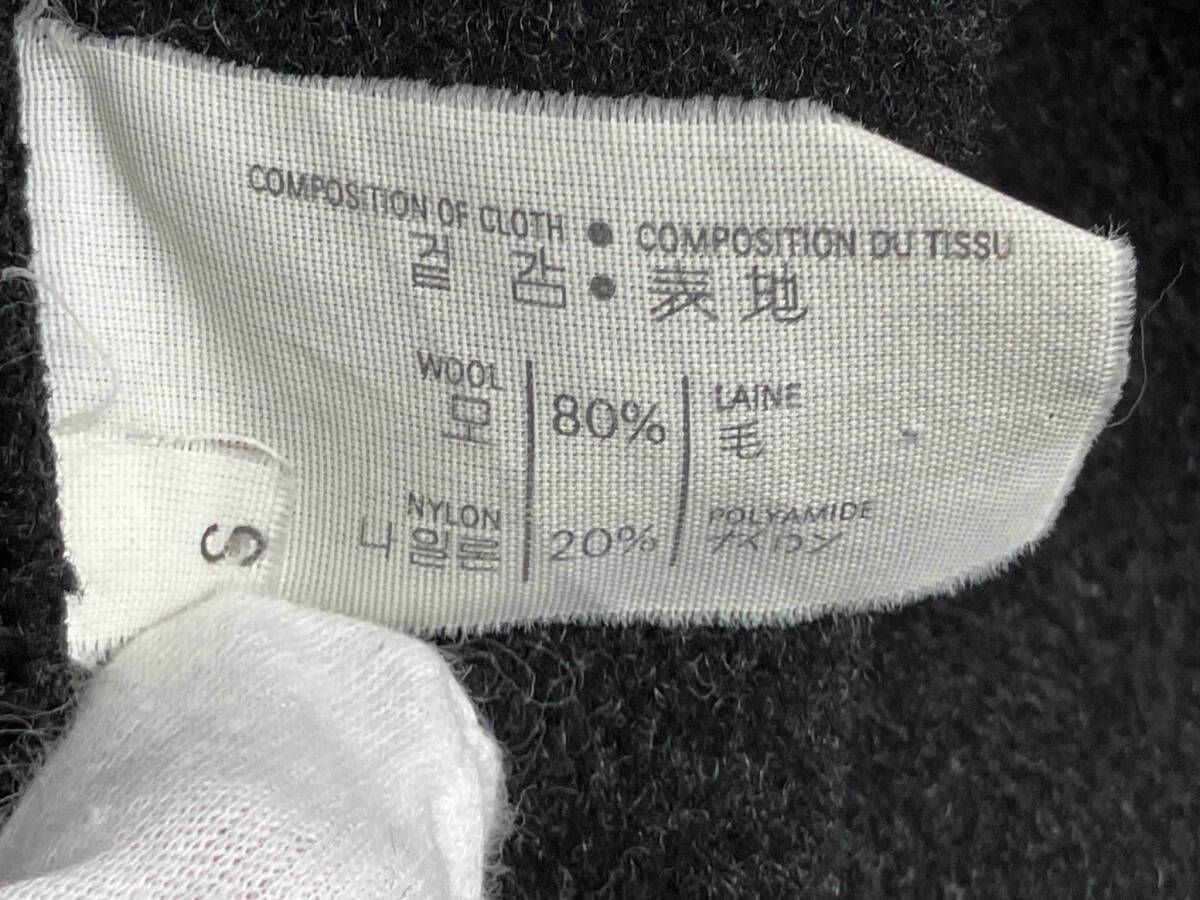 COMPOSITION OF CLOTH • COMPOSITION DU TISSU
겉 감 • 表 地
WOOL 80% LAINE
모 毛
NYLON 20% POLYAMIDE
나일론 ナイロン
S